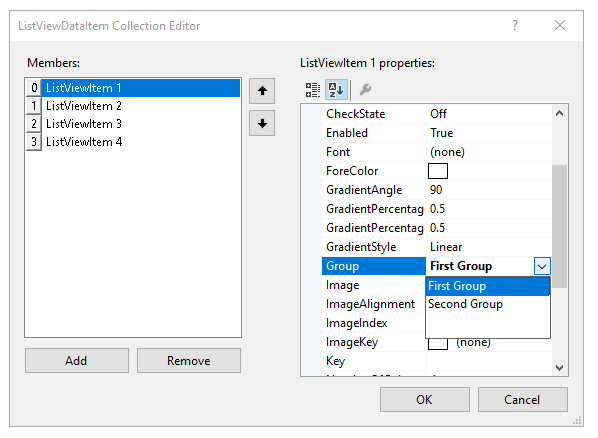 ListViewDataItem Collection Editor
Members:
0 ListViewItem 1
1 ListViewItem 2
2 ListViewItem 3
3 ListViewItem 4
Add
Remove
ListViewItem 1 properties:
CheckState Off
Enabled True
Font (none)
ForeColor
GradientAngle 90
GradientPercentag 0.5
GradientPercentag 0.5
GradientStyle Linear
Group First Group
First Group
Second Group
Image
ImageAlignment
ImageIndex
ImageKey (none)
Key
OK
Cancel